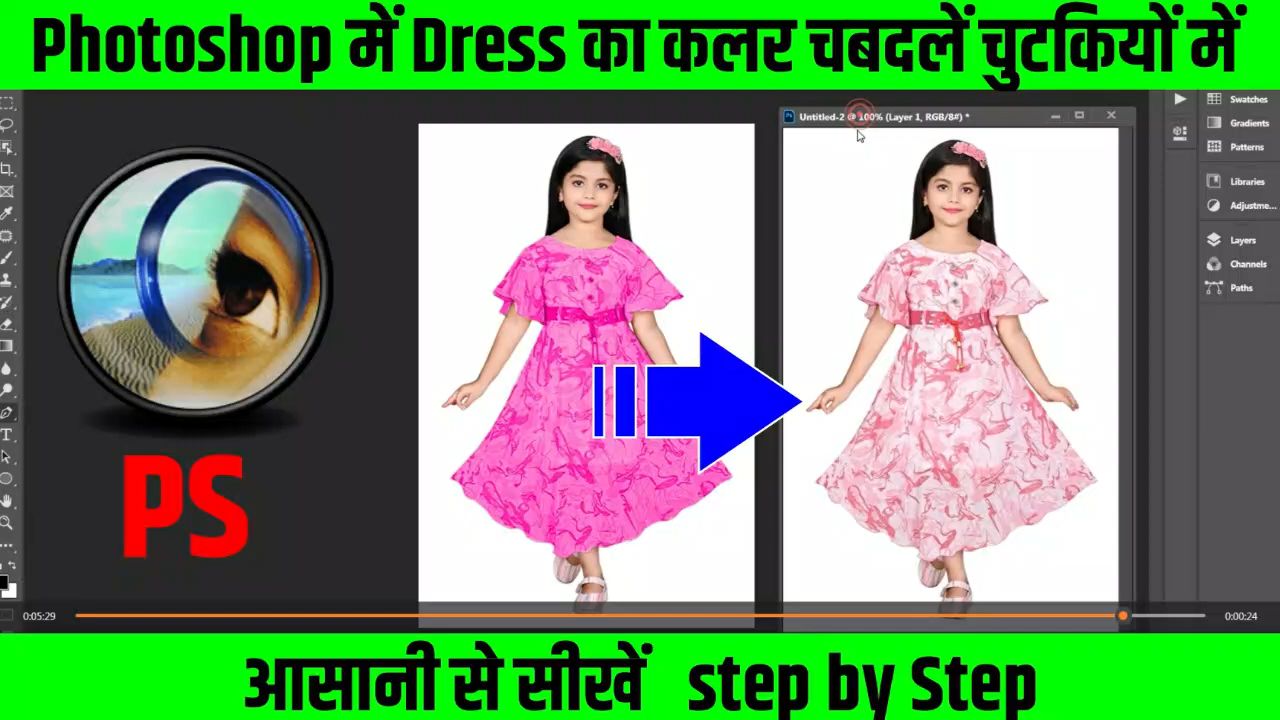 Photoshop में Dress का कलर चबदलें चुटकियों में
Untitled-2 @ 100% (Layer 1, RGB/8#) *
Swatches
Gradients
Patterns
Libraries
Adjustme...
Layers
Channels
Paths
PS
0:05:29
0:00:24
आसानी से सीखें step by Step